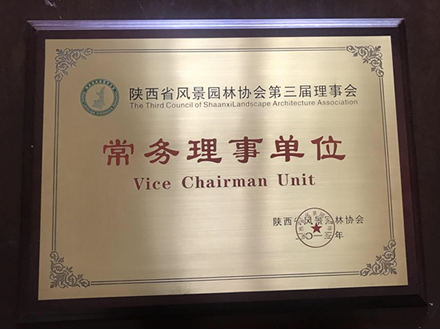 陕西省风景园林协会第三届理事会
The Third Council of ShaanxiLandscape Architecture Association
常务理事单位
Vice Chairman Unit
陕西省风景园林协会